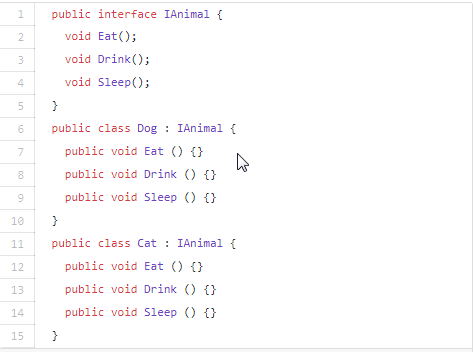 1 public interface IAnimal {
2 void Eat();
3 void Drink();
4 void Sleep();
5 }
6 public class Dog : IAnimal {
7 public void Eat () {}
8 public void Drink () {}
9 public void Sleep () {}
10 }
11 public class Cat : IAnimal {
12 public void Eat () {}
13 public void Drink () {}
14 public void Sleep () {}
15 }